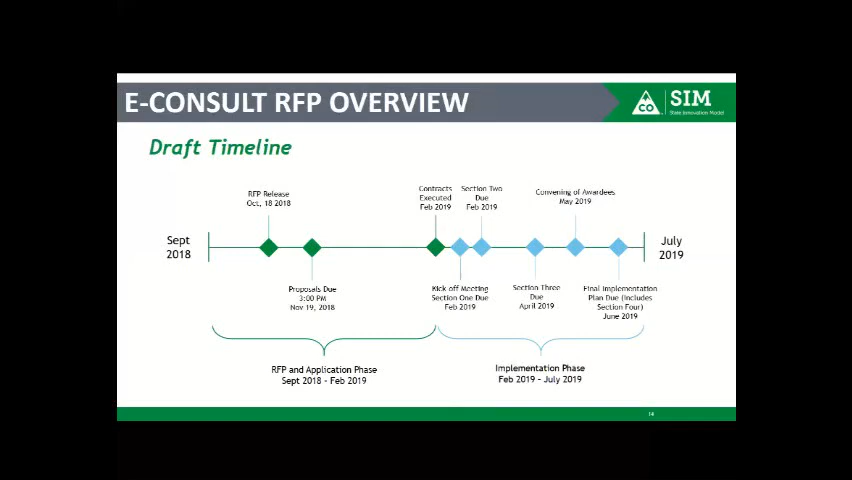 E-CONSULT RFP OVERVIEW
CO
SIM
State Innovation Model
Draft Timeline
RFP Release
Oct, 18 2018
Contracts
Executed
Feb 2019
Section Two
Due
Feb 2019
Convening of Awardees
May 2019
Sept
2018
July
2019
Proposals Due
3:00 PM
Nov 19, 2018
Kick off Meeting
Section One Due
Feb 2019
Section Three
Due
April 2019
Final Implementation
Plan Due (includes
Section Four)
June 2019
RFP and Application Phase
Sept 2018 - Feb 2019
Implementation Phase
Feb 2019 - July 2019
14